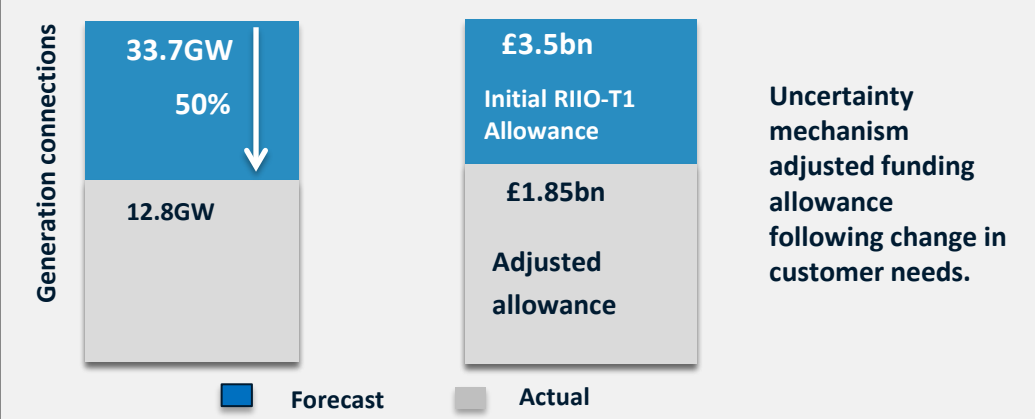 Generation connections
33.7GW
50%
12.8GW
£3.5bn
Initial RIIO-T1
Allowance
£1.85bn
Adjusted
allowance
Uncertainty
mechanism
adjusted funding
allowance
following change in
customer needs.
Forecast
Actual